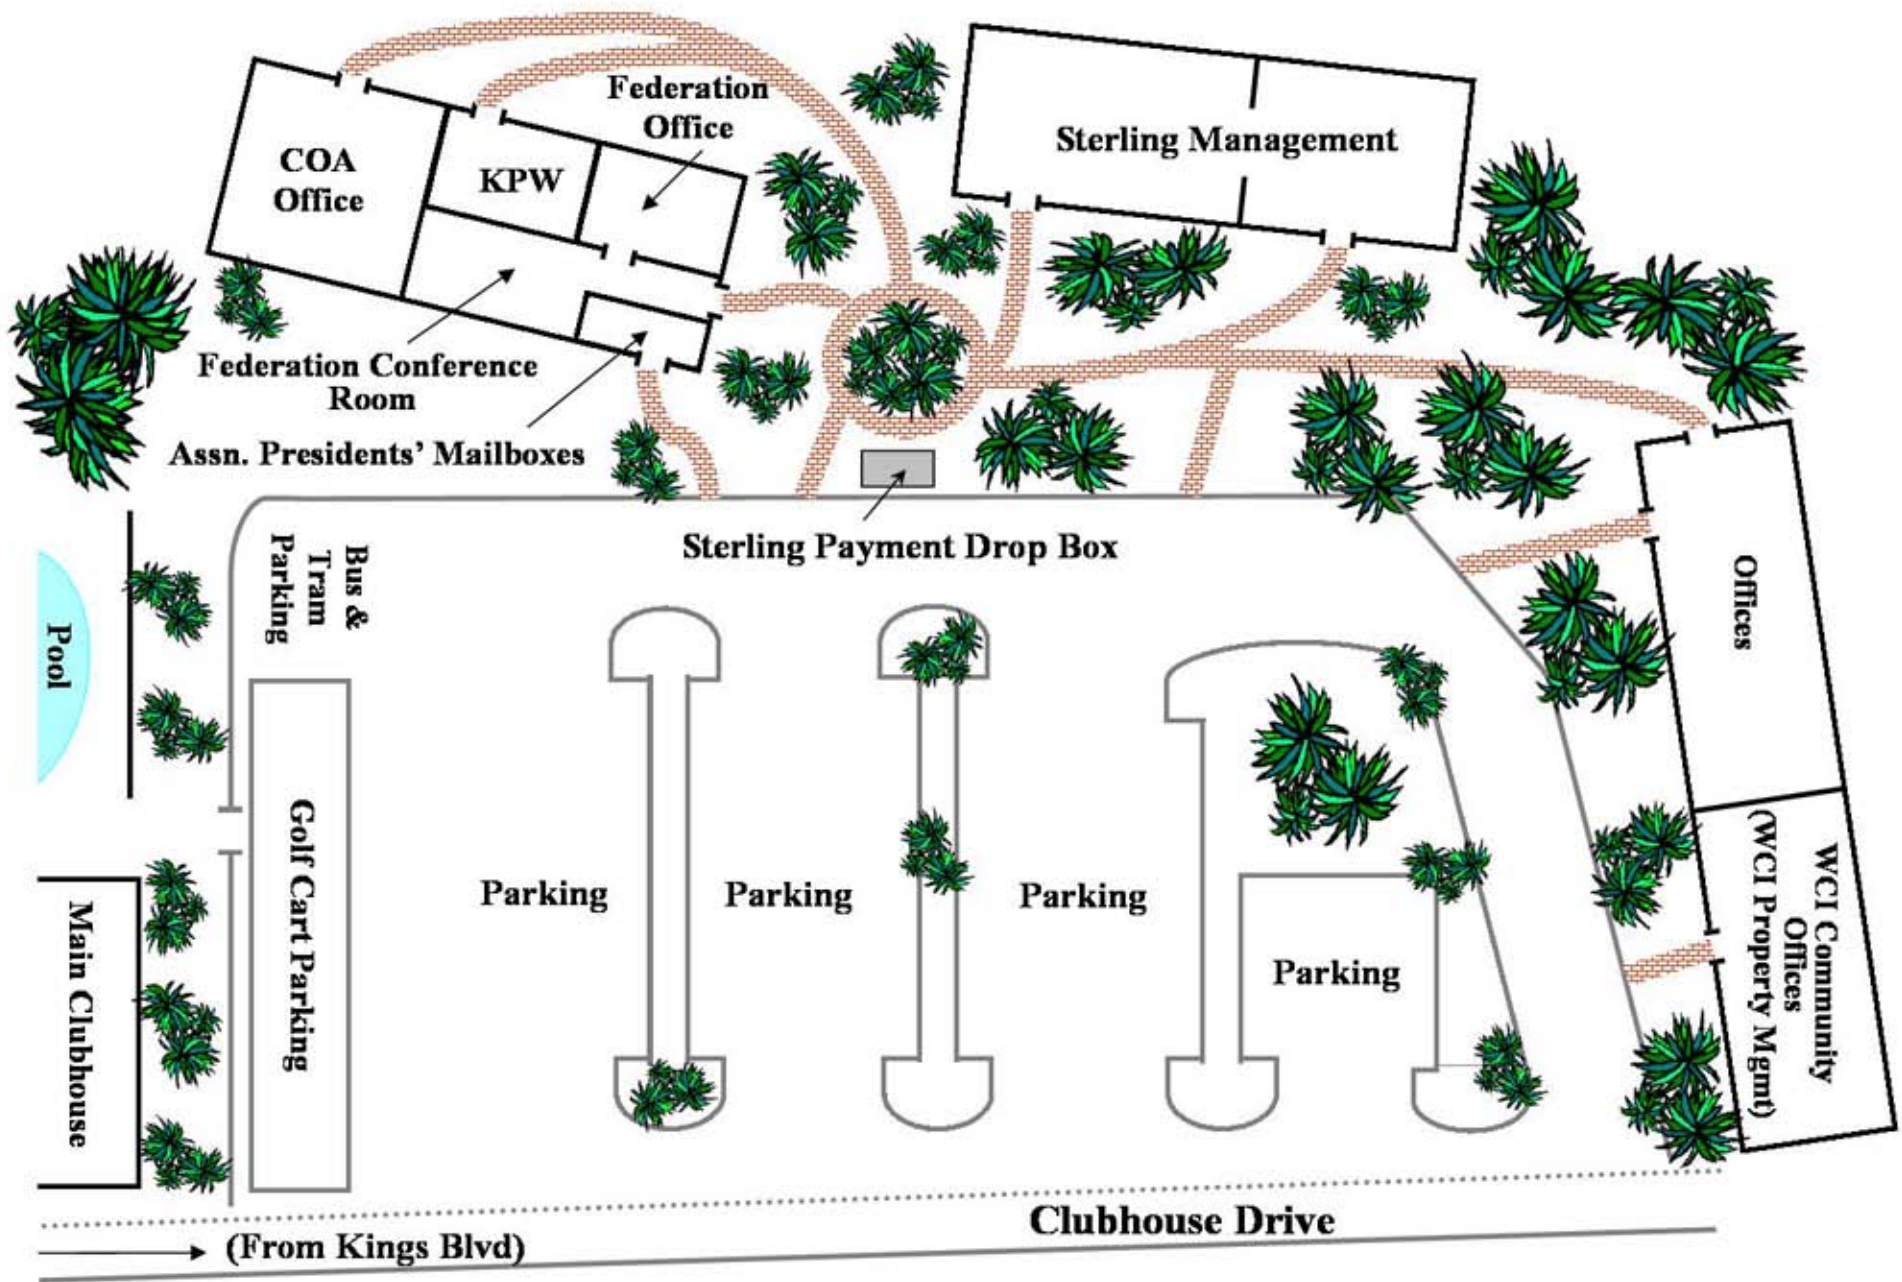 Federation
Office
COA
Office
KPW
Sterling Management
Federation Conference
Room
Assn. Presidents' Mailboxes
Sterling Payment Drop Box
Bus &
Tram
Parking
Pool
Offices
Golf Cart Parking
Main Clubhouse
Parking
Parking
Parking
Parking
WCI Community
Offices
(WCI Property Mgmt)
Clubhouse Drive
(From Kings Blvd)